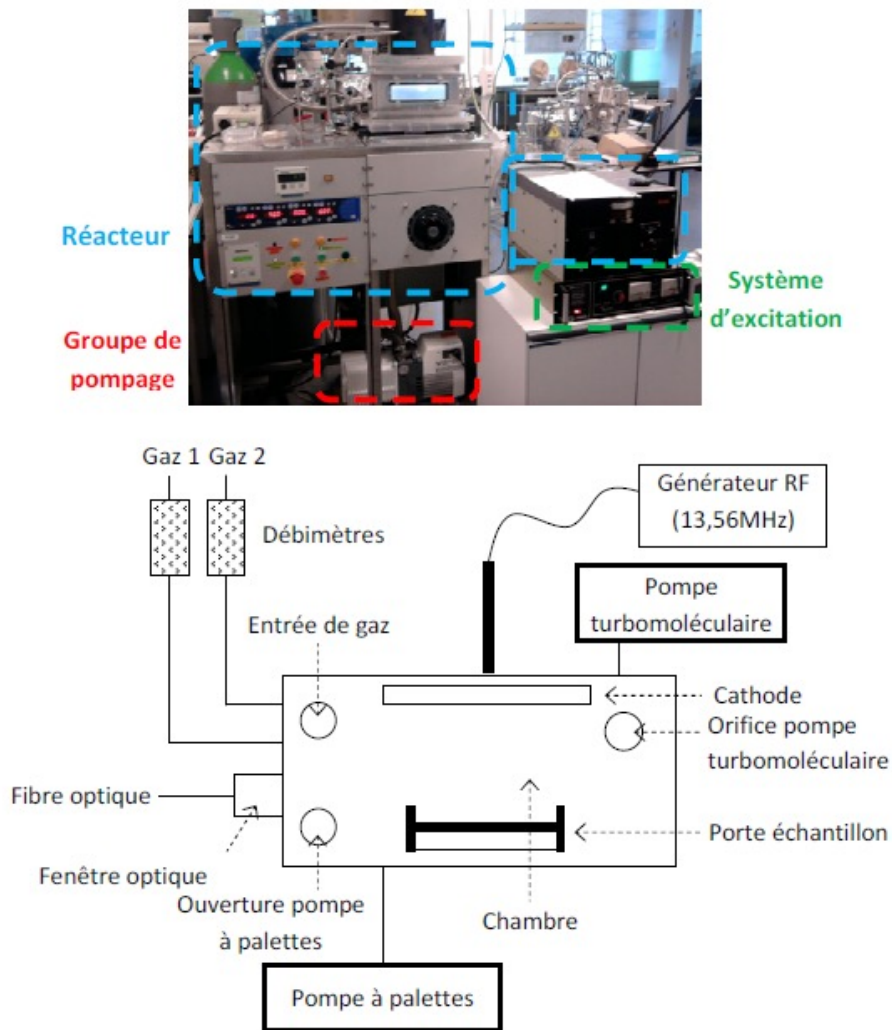 Réacteur
Groupe de
pompage
Système
d'excitation
Gaz 1 Gaz 2
Débimètres
Générateur RF
(13,56MHz)
Pompe
turbomoléculaire
Entrée de gaz
Cathode
Orifice pompe
turbomoléculaire
Fibre optique
Fenêtre optique
Ouverture pompe
à palettes
Chambre
Porte échantillon
Pompe à palettes